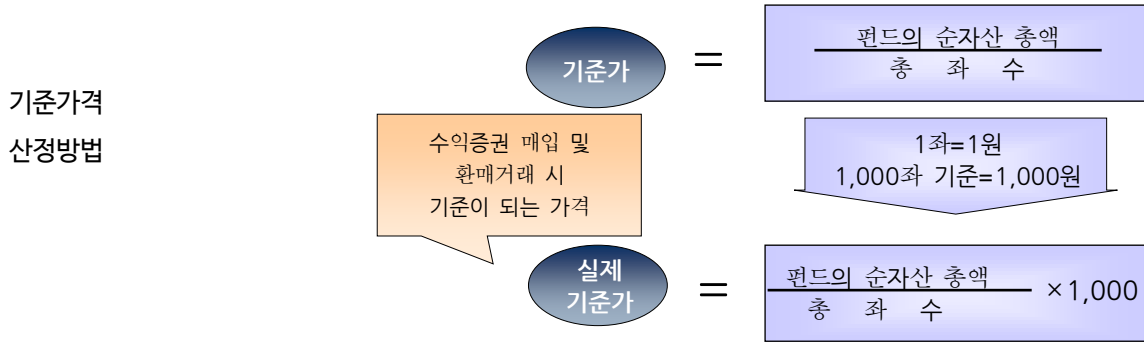 기준가격
산정방법
기준가
=
펀드의 순자산 총액
총 좌 수
수익증권 매입 및
환매거래 시
기준이 되는 가격
1좌=1원
1,000좌 기준=1,000원
실제
기준가
=
펀드의 순자산 총액
총 좌 수
×1,000